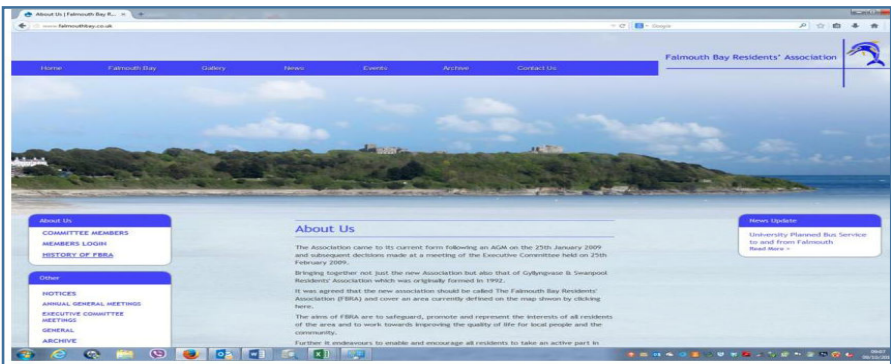 About Us | Falmouth Bay R...
www.falmouthbay.co.uk
Google
Falmouth Bay Residents' Association
Home Falmouth Bay Gallery News Events Archive Contact Us
About Us
COMMITTEE MEMBERS
MEMBERS LOGIN
HISTORY OF FBRA
Other
NOTICES
ANNUAL GENERAL MEETINGS
EXECUTIVE COMMITTEE
MEETINGS
GENERAL
ARCHIVE
About Us
The Association came to its current form following an AGM on the 25th January 2009
and subsequent decisions made at a meeting of the Executive Committee held on 25th
February 2009.
Bringing together not just the new Association but also that of Gyllyngvase & Swanpool
Residents' Association which was originally formed in 1992.
It was agreed that the new association should be called The Falmouth Bay Residents'
Association (FBRA) and cover an area currently defined on the map shown by clicking
here.
The aims of FBRA are to safeguard, promote and represent the interests of all residents
of the area and to work towards improving the quality of life for local people and the
community.
Further it endeavours to enable and encourage all residents to take an active part in
News Update
University Planned Bus Service
to and from Falmouth
Read More »